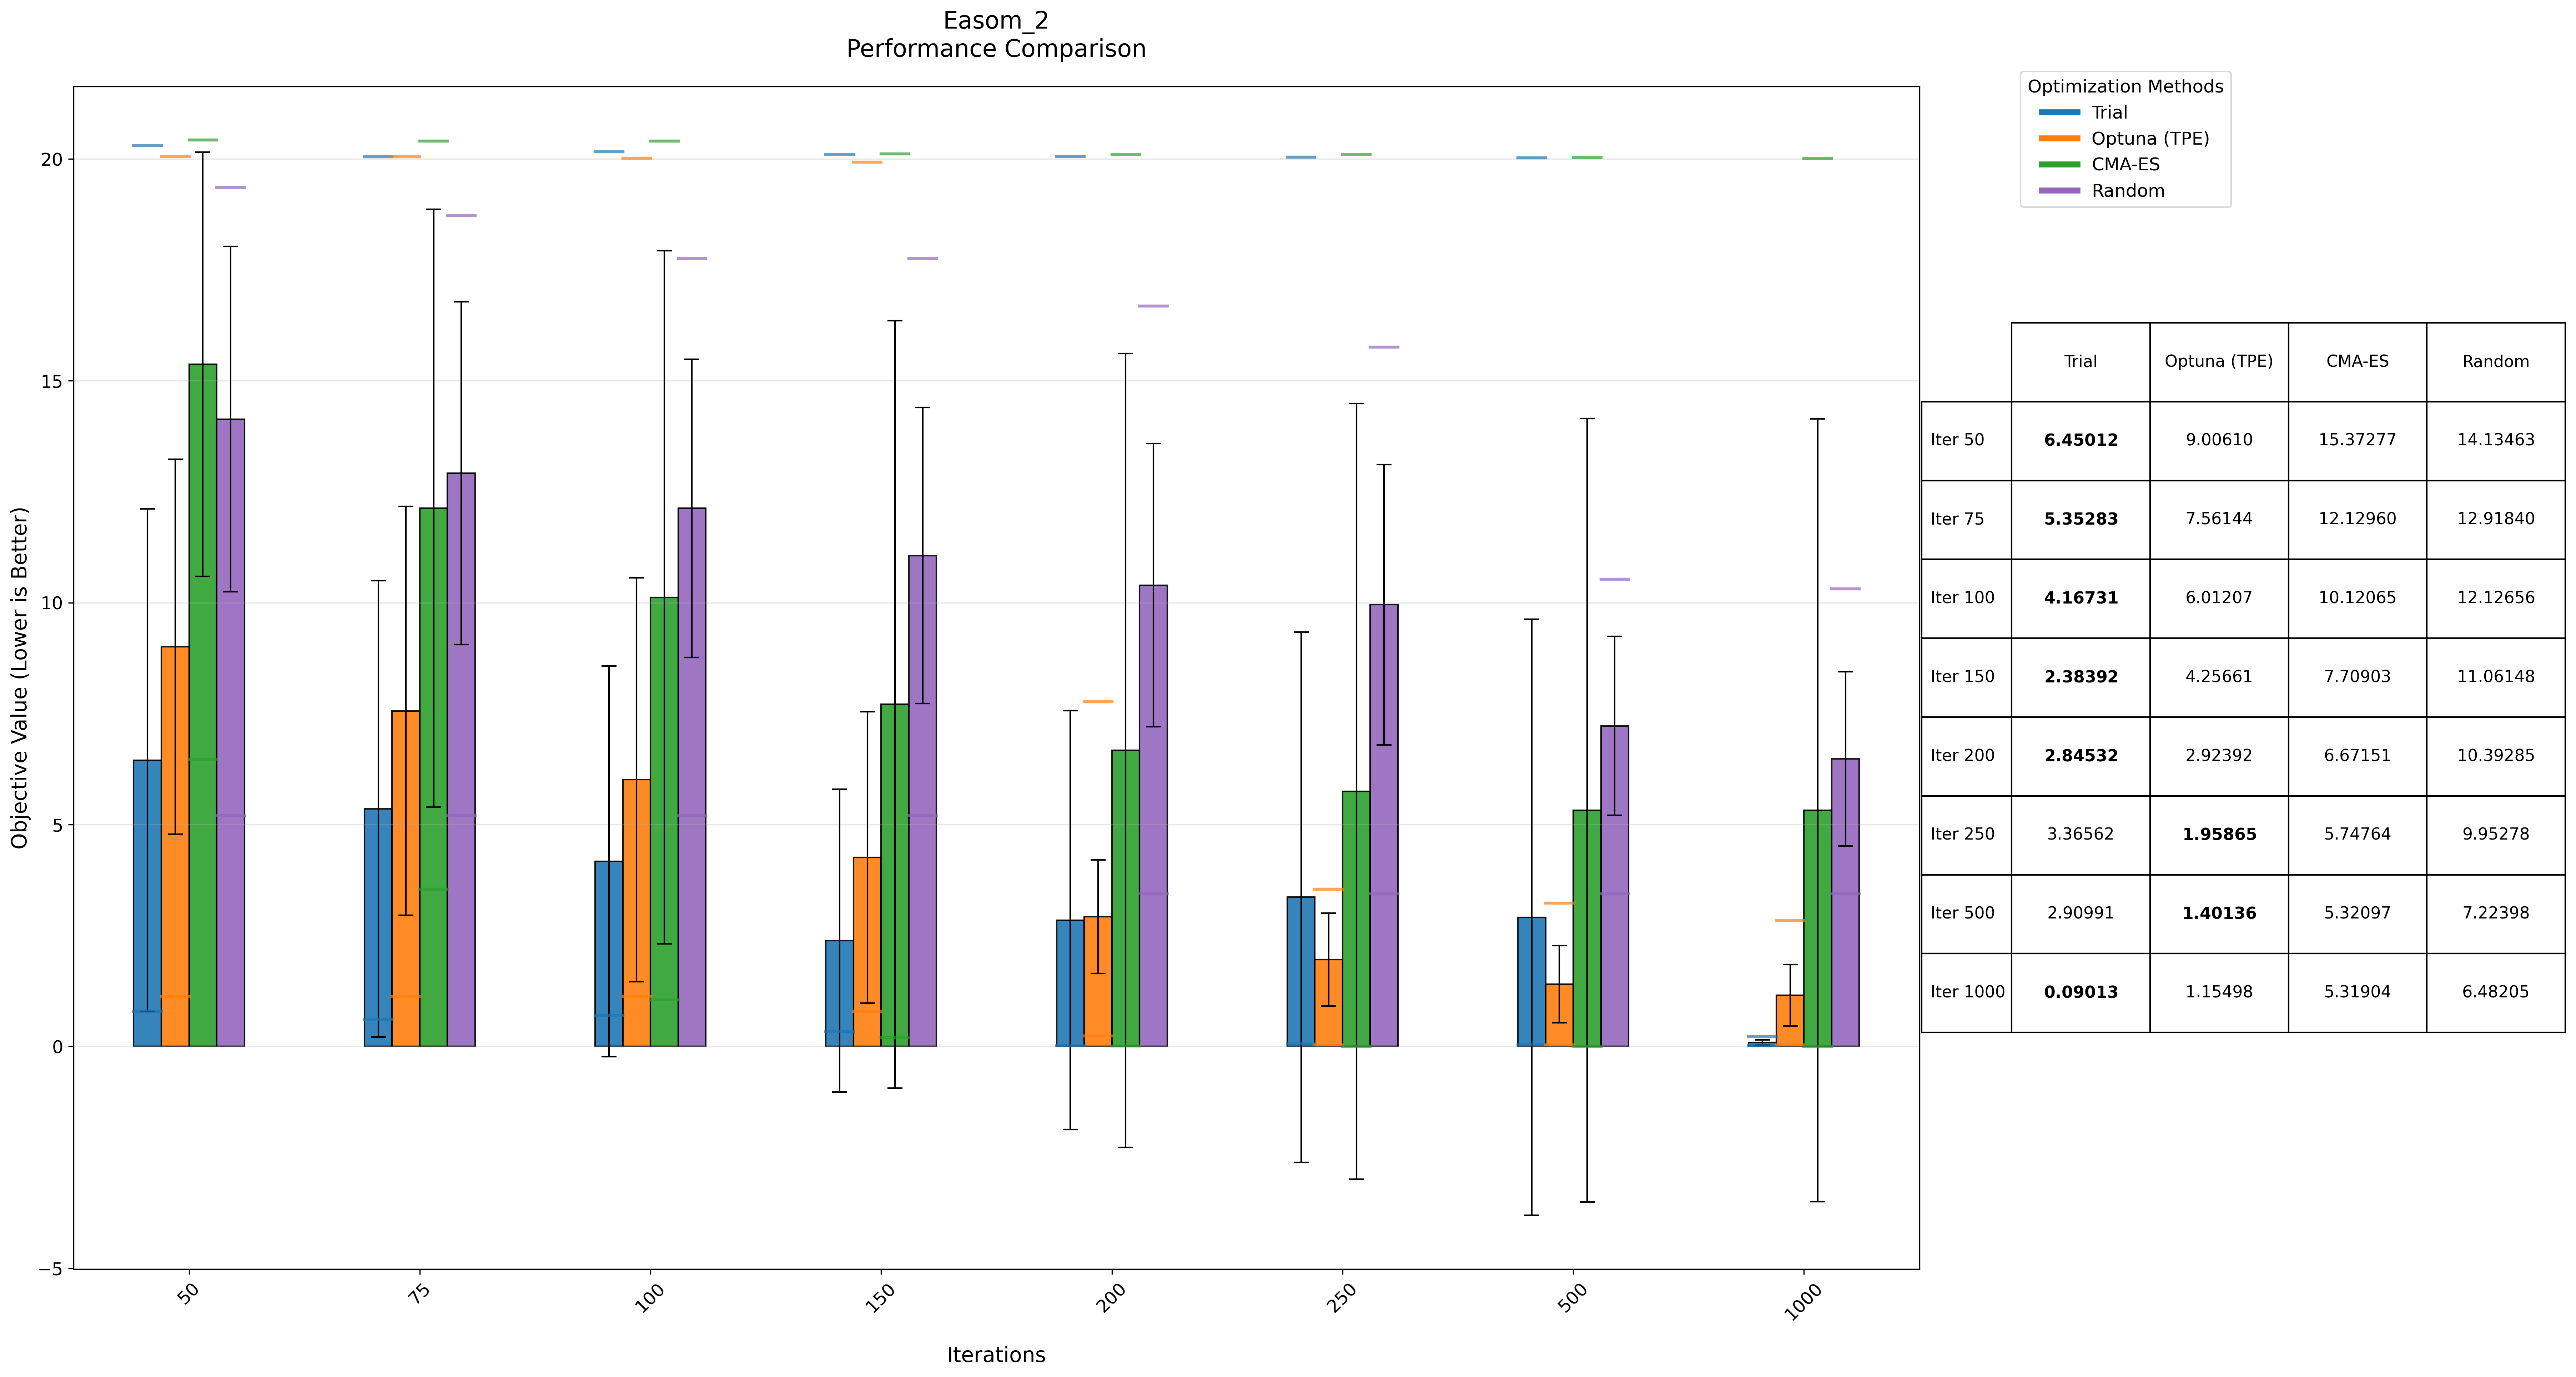 Easom_2
Performance Comparison
Optimization Methods
Trial
Optuna (TPE)
CMA-ES
Random
Objective Value (Lower is Better)
20
15
10
5
0
−5
50
75
100
150
200
250
500
1000
Iterations
Trial Optuna (TPE) CMA-ES Random
Iter 50 6.45012 9.00610 15.37277 14.13463
Iter 75 5.35283 7.56144 12.12960 12.91840
Iter 100 4.16731 6.01207 10.12065 12.12656
Iter 150 2.38392 4.25661 7.70903 11.06148
Iter 200 2.84532 2.92392 6.67151 10.39285
Iter 250 3.36562 1.95865 5.74764 9.95278
Iter 500 2.90991 1.40136 5.32097 7.22398
Iter 1000 0.09013 1.15498 5.31904 6.48205